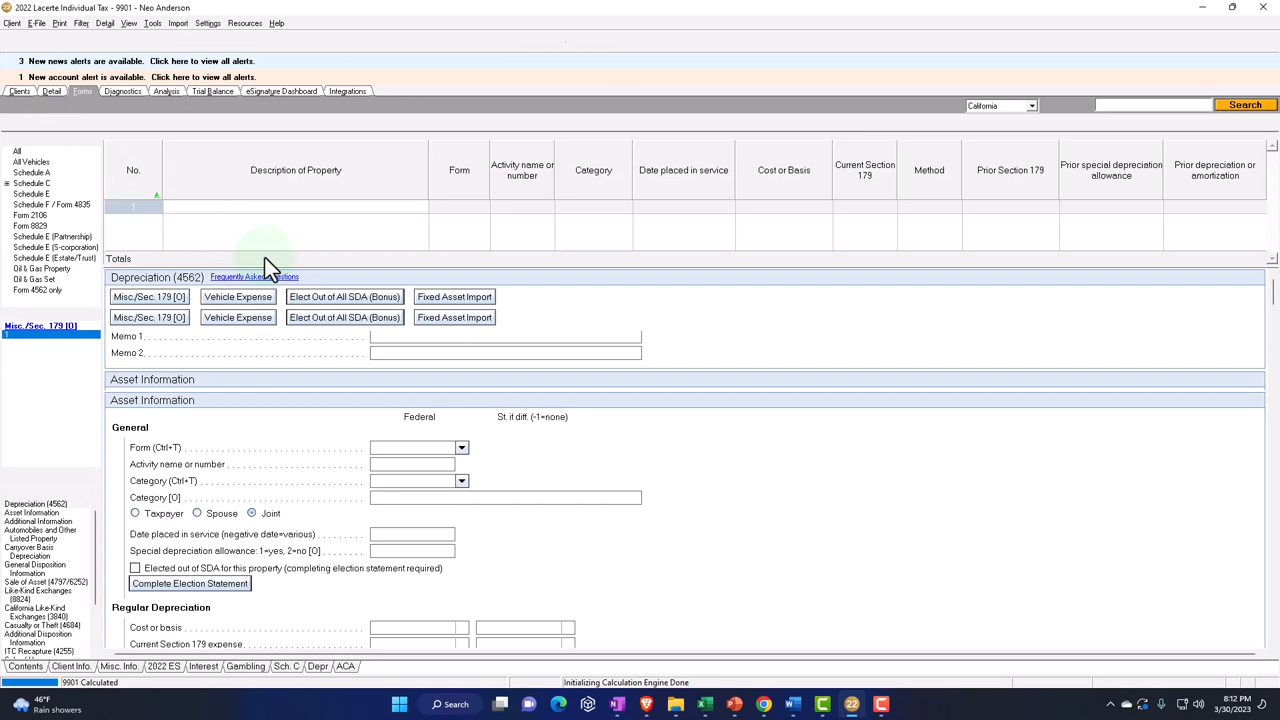 2022 Lacerte Individual Tax - 9901 - Neo Anderson
Client E-File Print Filter Detail View Tools Import Settings Resources Help
3 New news alerts are available. Click here to view all alerts.
1 New account alert is available. Click here to view all alerts.
Clients Detail Forms Diagnostics Analysis Trial Balance eSignature Dashboard Integrations
California Search
All
All Vehicles
Schedule A
Schedule C
Schedule E
Schedule F / Form 4835
Form 2106
Form 8829
Schedule E (Partnership)
Schedule E (S-corporation)
Schedule E (Estate/Trust)
Oil & Gas Property
Oil & Gas Set
Form 4562 only
Misc./Sec. 179 [O]
1
No. Description of Property Form Activity name or number Category Date placed in service Cost or Basis Current Section 179 Method Prior Section 179 Prior special depreciation allowance Prior depreciation or amortization
1
Totals
Depreciation (4562) Frequently Asked
Misc./Sec. 179 [O] Vehicle Expense Elect Out of All SDA (Bonus) Fixed Asset Import
Misc./Sec. 179 [O] Vehicle Expense Elect Out of All SDA (Bonus) Fixed Asset Import
Memo 1
Memo 2
Asset Information
Asset Information
Federal St. if diff. (-1=none)
General
Form (Ctrl+T)
Activity name or number
Category (Ctrl+T)
Category [O]
Taxpayer Spouse Joint
Date placed in service (negative date=various)
Special depreciation allowance: 1=yes, 2=no [O]
Elected out of SDA for this property (completing election statement required)
Complete Election Statement
Regular Depreciation
Cost or basis
Current Section 179 expense
Depreciation (4562)
Asset Information
Additional Information
Automobiles and Other
Listed Property
Carryover Basis
Depreciation
General Disposition
Information
Sale of Asset (4797/6252)
Like-Kind Exchanges
(8824)
California Like-Kind
Exchanges (3840)
Casualty or Theft (4684)
Additional Disposition
Information
ITC Recapture (4255)
Contents Client Info. Misc. Info. 2022 ES Interest Gambling Sch. C Depr. ACA
9901 Calculated Initializing Calculation Engine Done
46°F
Rain showers
Search
22
8:12 PM
3/30/2023